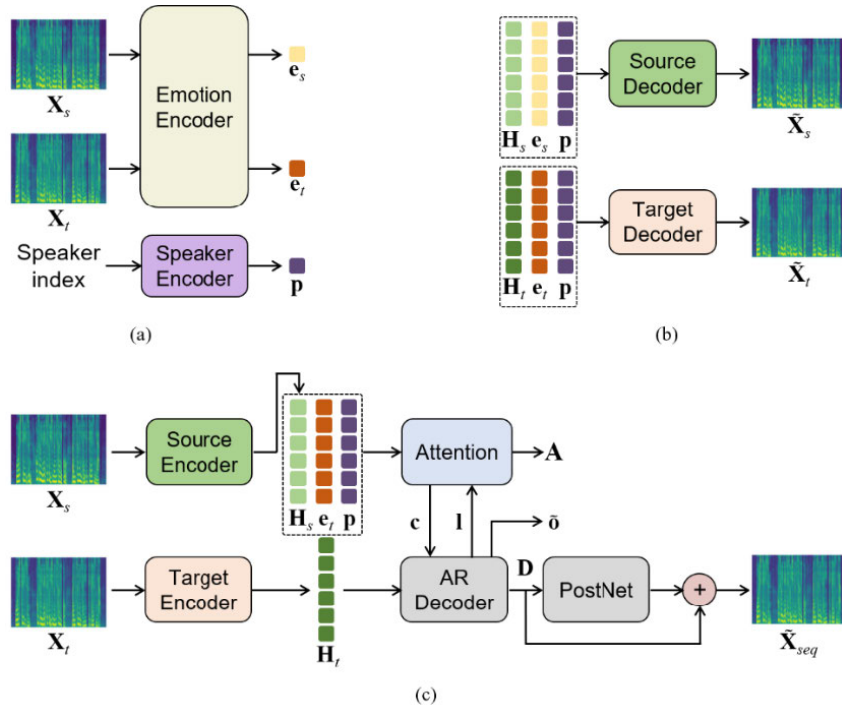 X_s
Emotion
Encoder
e_s
X_t
e_t
Speaker
index
Speaker
Encoder
p
(a)
H_s e_s p
Source
Decoder
X̃_s
H_t e_t p
Target
Decoder
X̃_t
(b)
X_s
Source
Encoder
H_s e_t p
Attention
A
c
l
õ
X_t
Target
Encoder
H_t
AR
Decoder
D
PostNet
+
X̃_seq
(c)